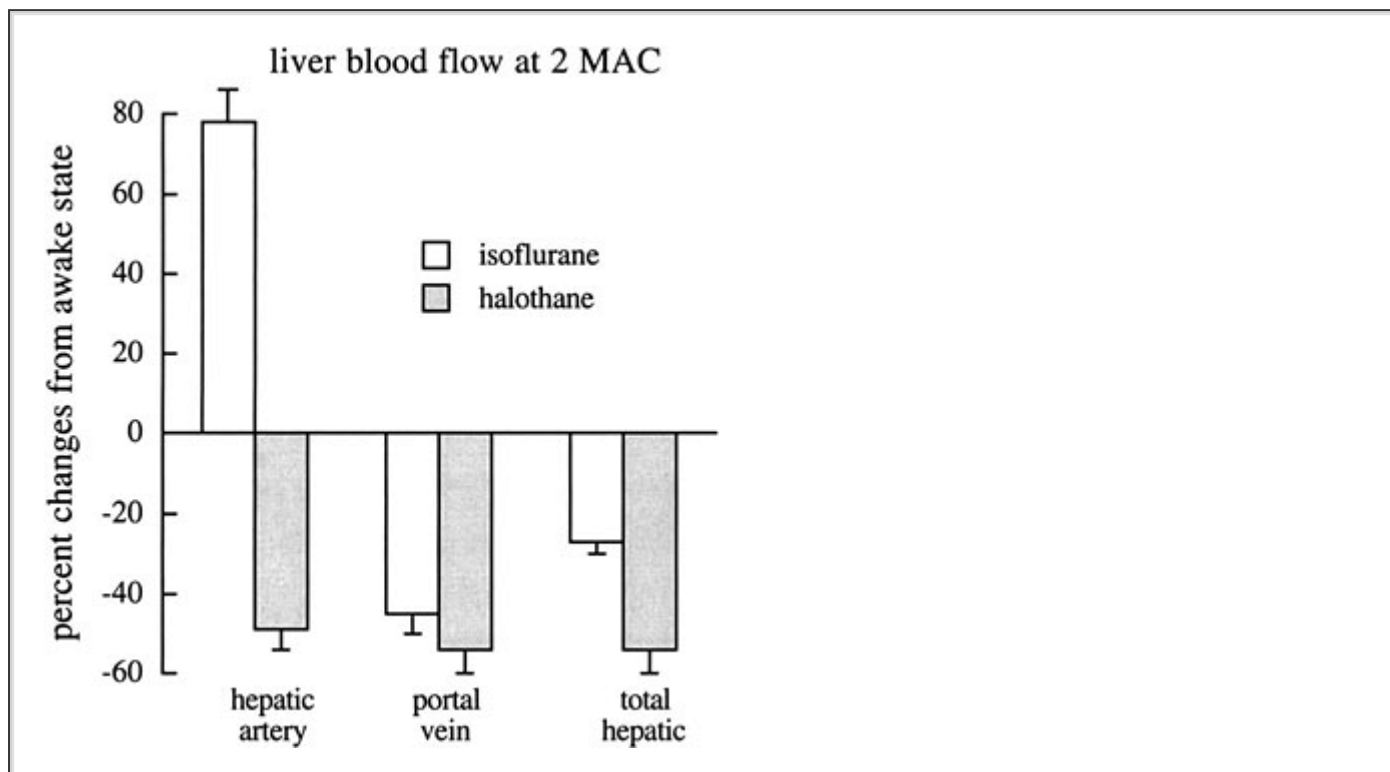 liver blood flow at 2 MAC
percent changes from awake state
80
60
40
20
0
-20
-40
-60
isoflurane
halothane
hepatic
artery
portal
vein
total
hepatic